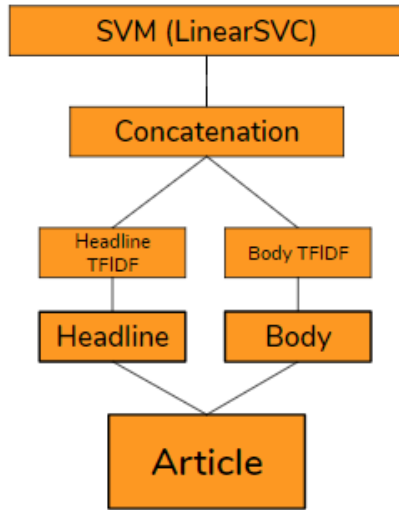 SVM (LinearSVC)
Concatenation
Headline
TFIDF
Body TFIDF
Headline
Body
Article